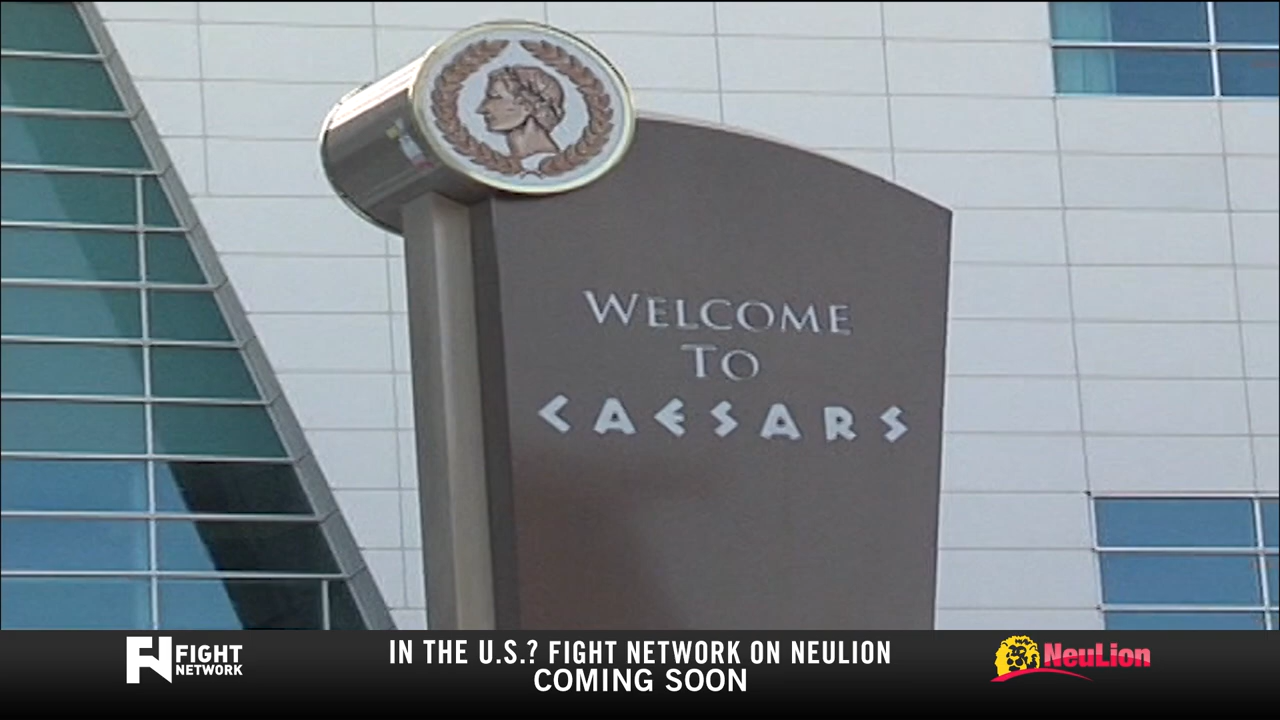 WELCOME
TO
CAESARS
FIGHT
NETWORK
IN THE U.S.? FIGHT NETWORK ON NEULION
COMING SOON
NeuLion